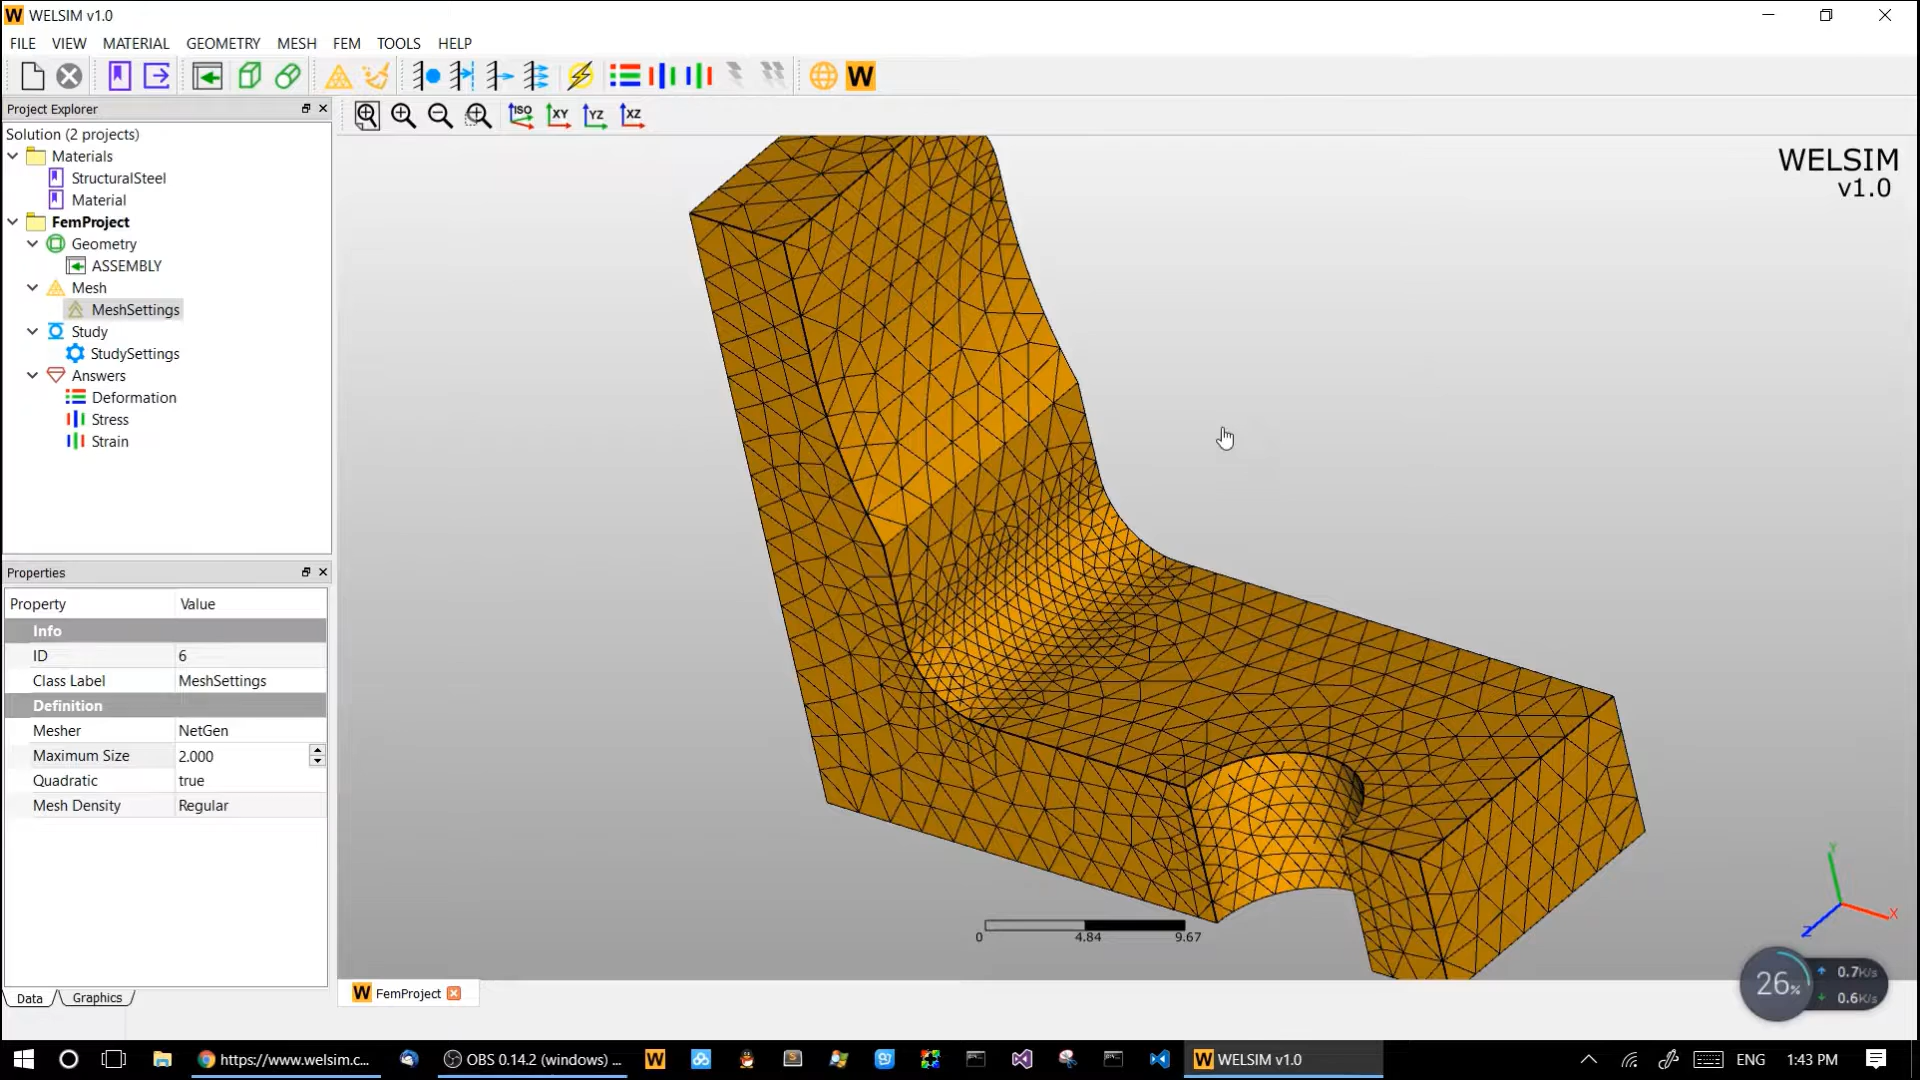 WELSIM v1.0
FILE VIEW MATERIAL GEOMETRY MESH FEM TOOLS HELP
W
Project Explorer
ISO XY YZ XZ
Solution (2 projects)
Materials
StructuralSteel
Material
FemProject
Geometry
ASSEMBLY
Mesh
MeshSettings
Study
StudySettings
Answers
Deformation
Stress
Strain
WELSIM
v1.0
Properties
Property Value
Info
ID 6
Class Label MeshSettings
Definition
Mesher NetGen
Maximum Size 2.000
Quadratic true
Mesh Density Regular
Data Graphics
0 4.84 9.67
Y
X
Z
26%
0.7K/s
0.6K/s
W FemProject
https://www.welsim.c... OBS 0.14.2 (windows) ... W W WELSIM v1.0 ENG 1:43 PM